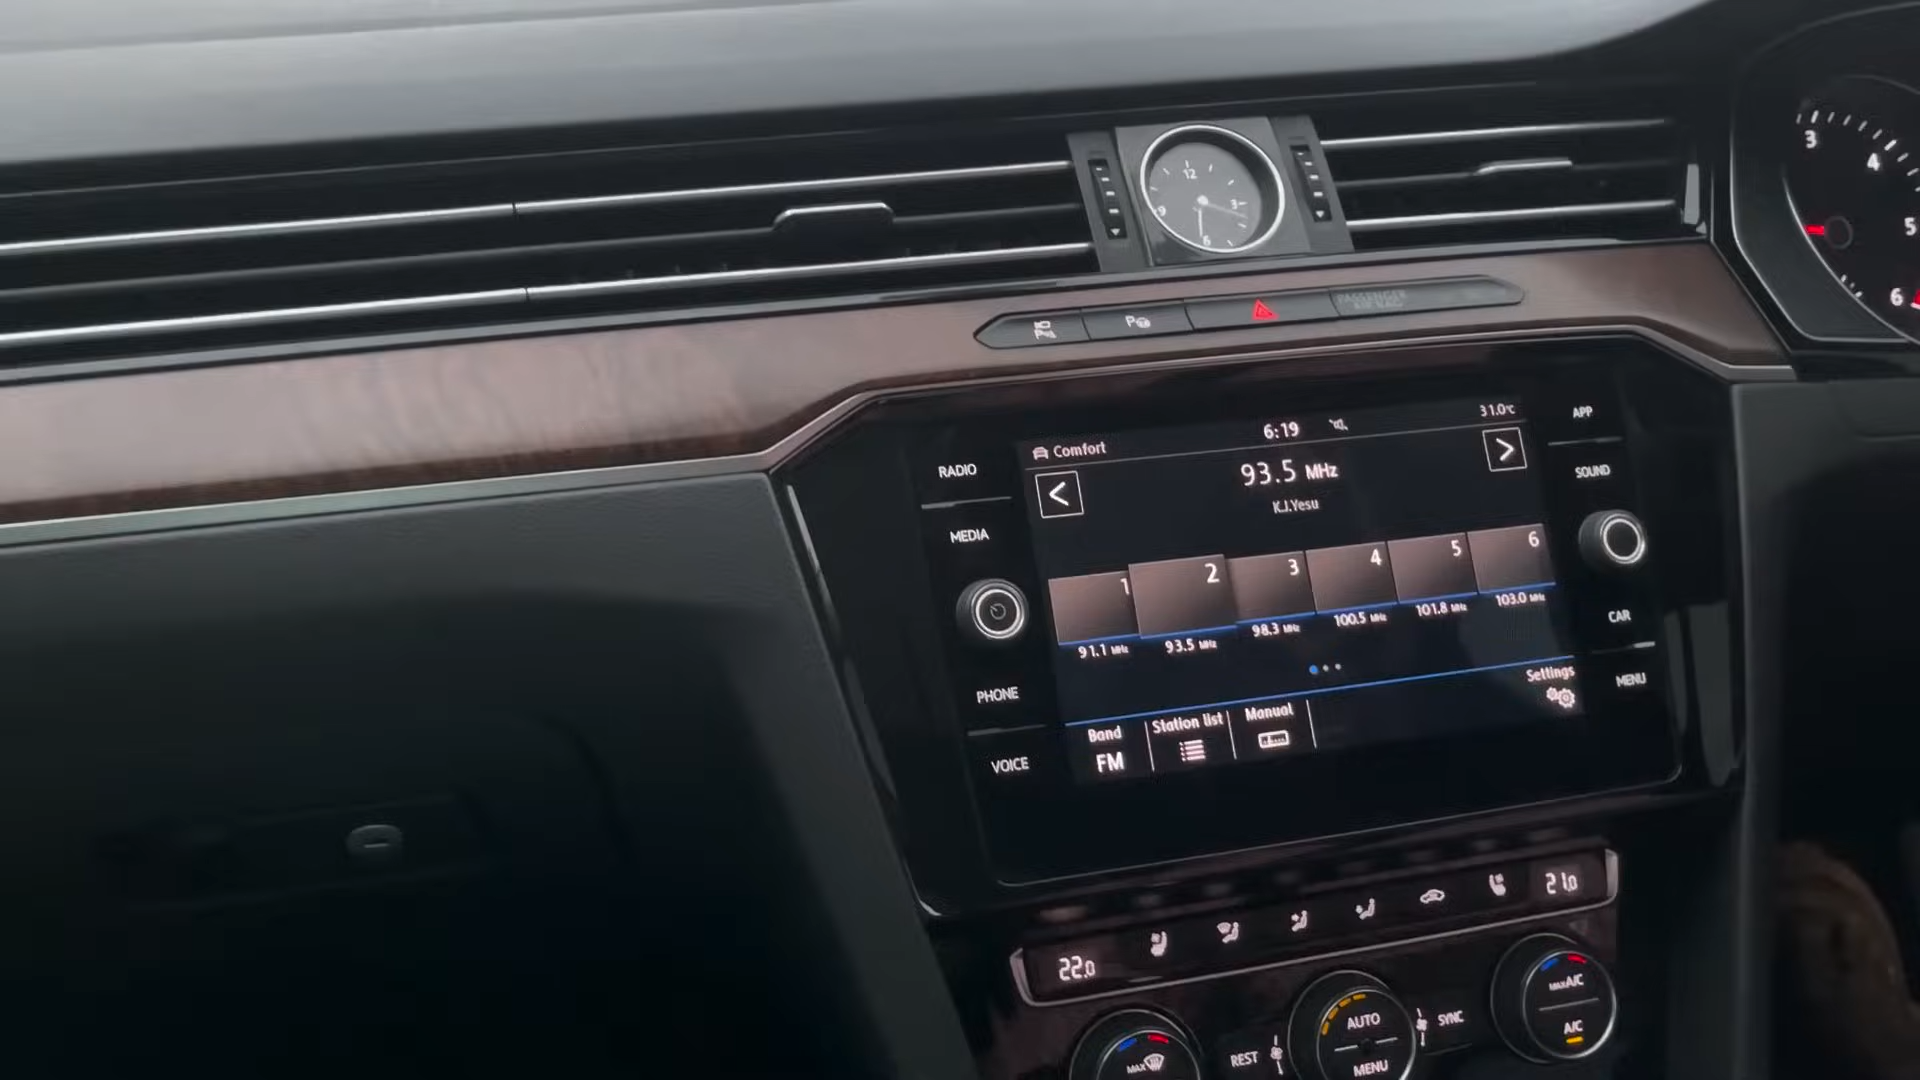 12
3
9
6
3
4
5
6
PASSENGER
AIR BAG
RADIO
MEDIA
PHONE
VOICE
Comfort
6:19
31.0°C
93.5 MHz
K.J.Yesu
1 2 3 4 5 6
91.1 MHz 93.5 MHz 98.3 MHz 100.5 MHz 101.8 MHz 103.0 MHz
Settings
Band
FM
Station list
Manual
APP
SOUND
CAR
MENU
22.0
21.0
MAX
REST
AUTO
MENU
SYNC
MAX A/C
A/C